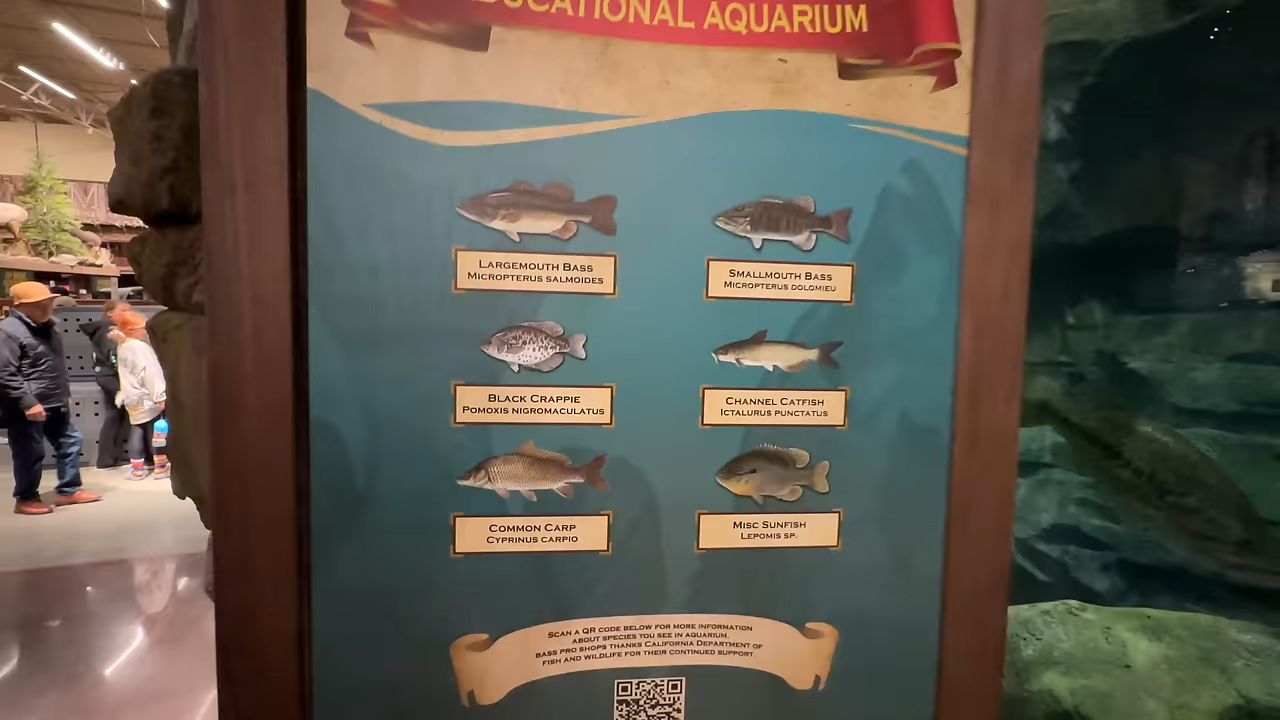 EDUCATIONAL AQUARIUM
LARGEMOUTH BASS
MICROPTERUS SALMOIDES
SMALLMOUTH BASS
MICROPTERUS DOLOMIEU
BLACK CRAPPIE
POMOXIS NIGROMACULATUS
CHANNEL CATFISH
ICTALURUS PUNCTATUS
COMMON CARP
CYPRINUS CARPIO
MISC SUNFISH
LEPOMIS SP.
SCAN A QR CODE BELOW FOR MORE INFORMATION
ABOUT SPECIES YOU SEE IN AQUARIUM.
BASS PRO SHOPS THANKS CALIFORNIA DEPARTMENT OF
FISH AND WILDLIFE FOR THEIR CONTINUED SUPPORT.